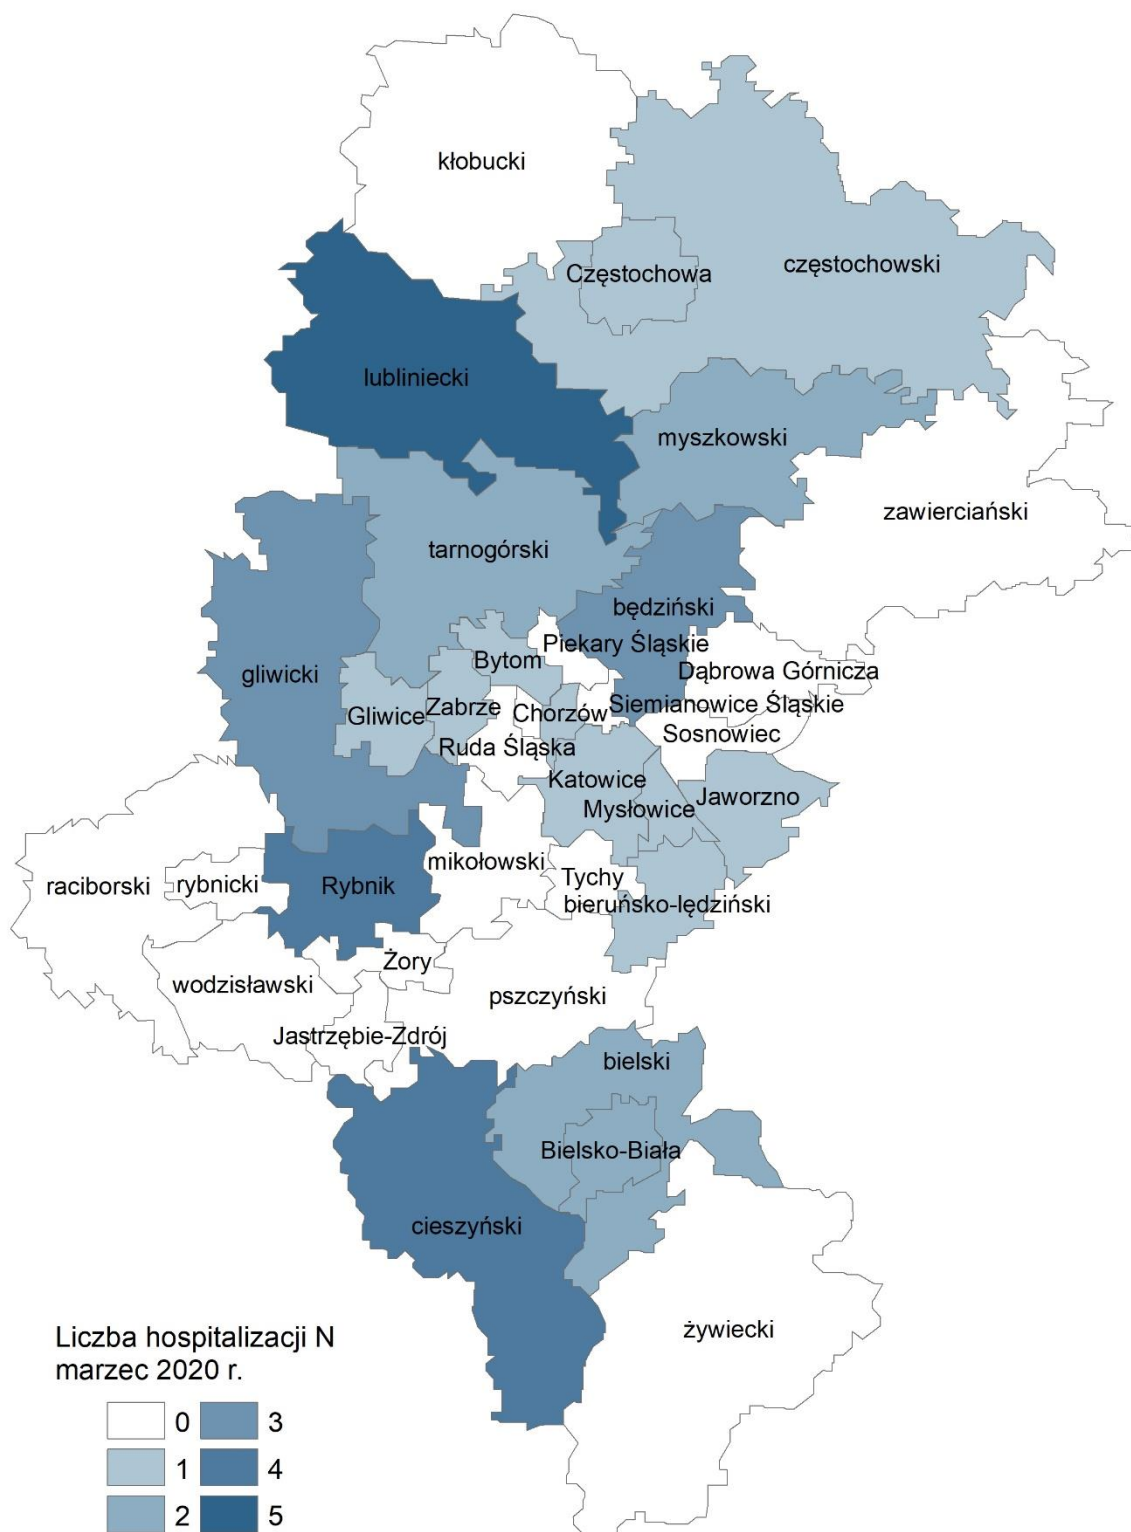 kłobucki
częstochowski
Częstochowa
lubliniecki
myszkowski
zawierciański
tarnogórski
będziński
Piekary Śląskie
Bytom
Dąbrowa Górnicza
gliwicki
Siemianowice Śląskie
Zabrze
Gliwice
Chorzów
Sosnowiec
Ruda Śląska
Katowice
Jaworzno
Mysłowice
mikołowski
Tychy
raciborski
rybnicki
Rybnik
bieruńsko-lędziński
Żory
wodzisławski
pszczyński
Jastrzębie-Zdrój
bielski
Bielsko-Biała
cieszyński
żywiecki
Liczba hospitalizacji N
marzec 2020 r.
0 3
1 4
2 5